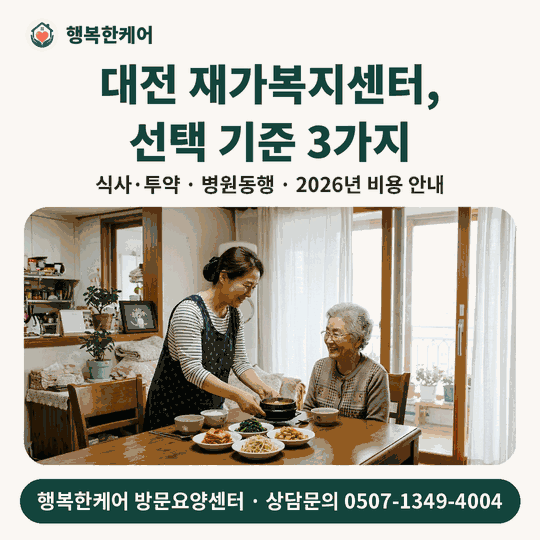 행복한케어
대전 재가복지센터,
선택 기준 3가지
식사·투약 · 병원동행 · 2026년 비용 안내
행복한케어 방문요양센터 · 상담문의 0507-1349-4004